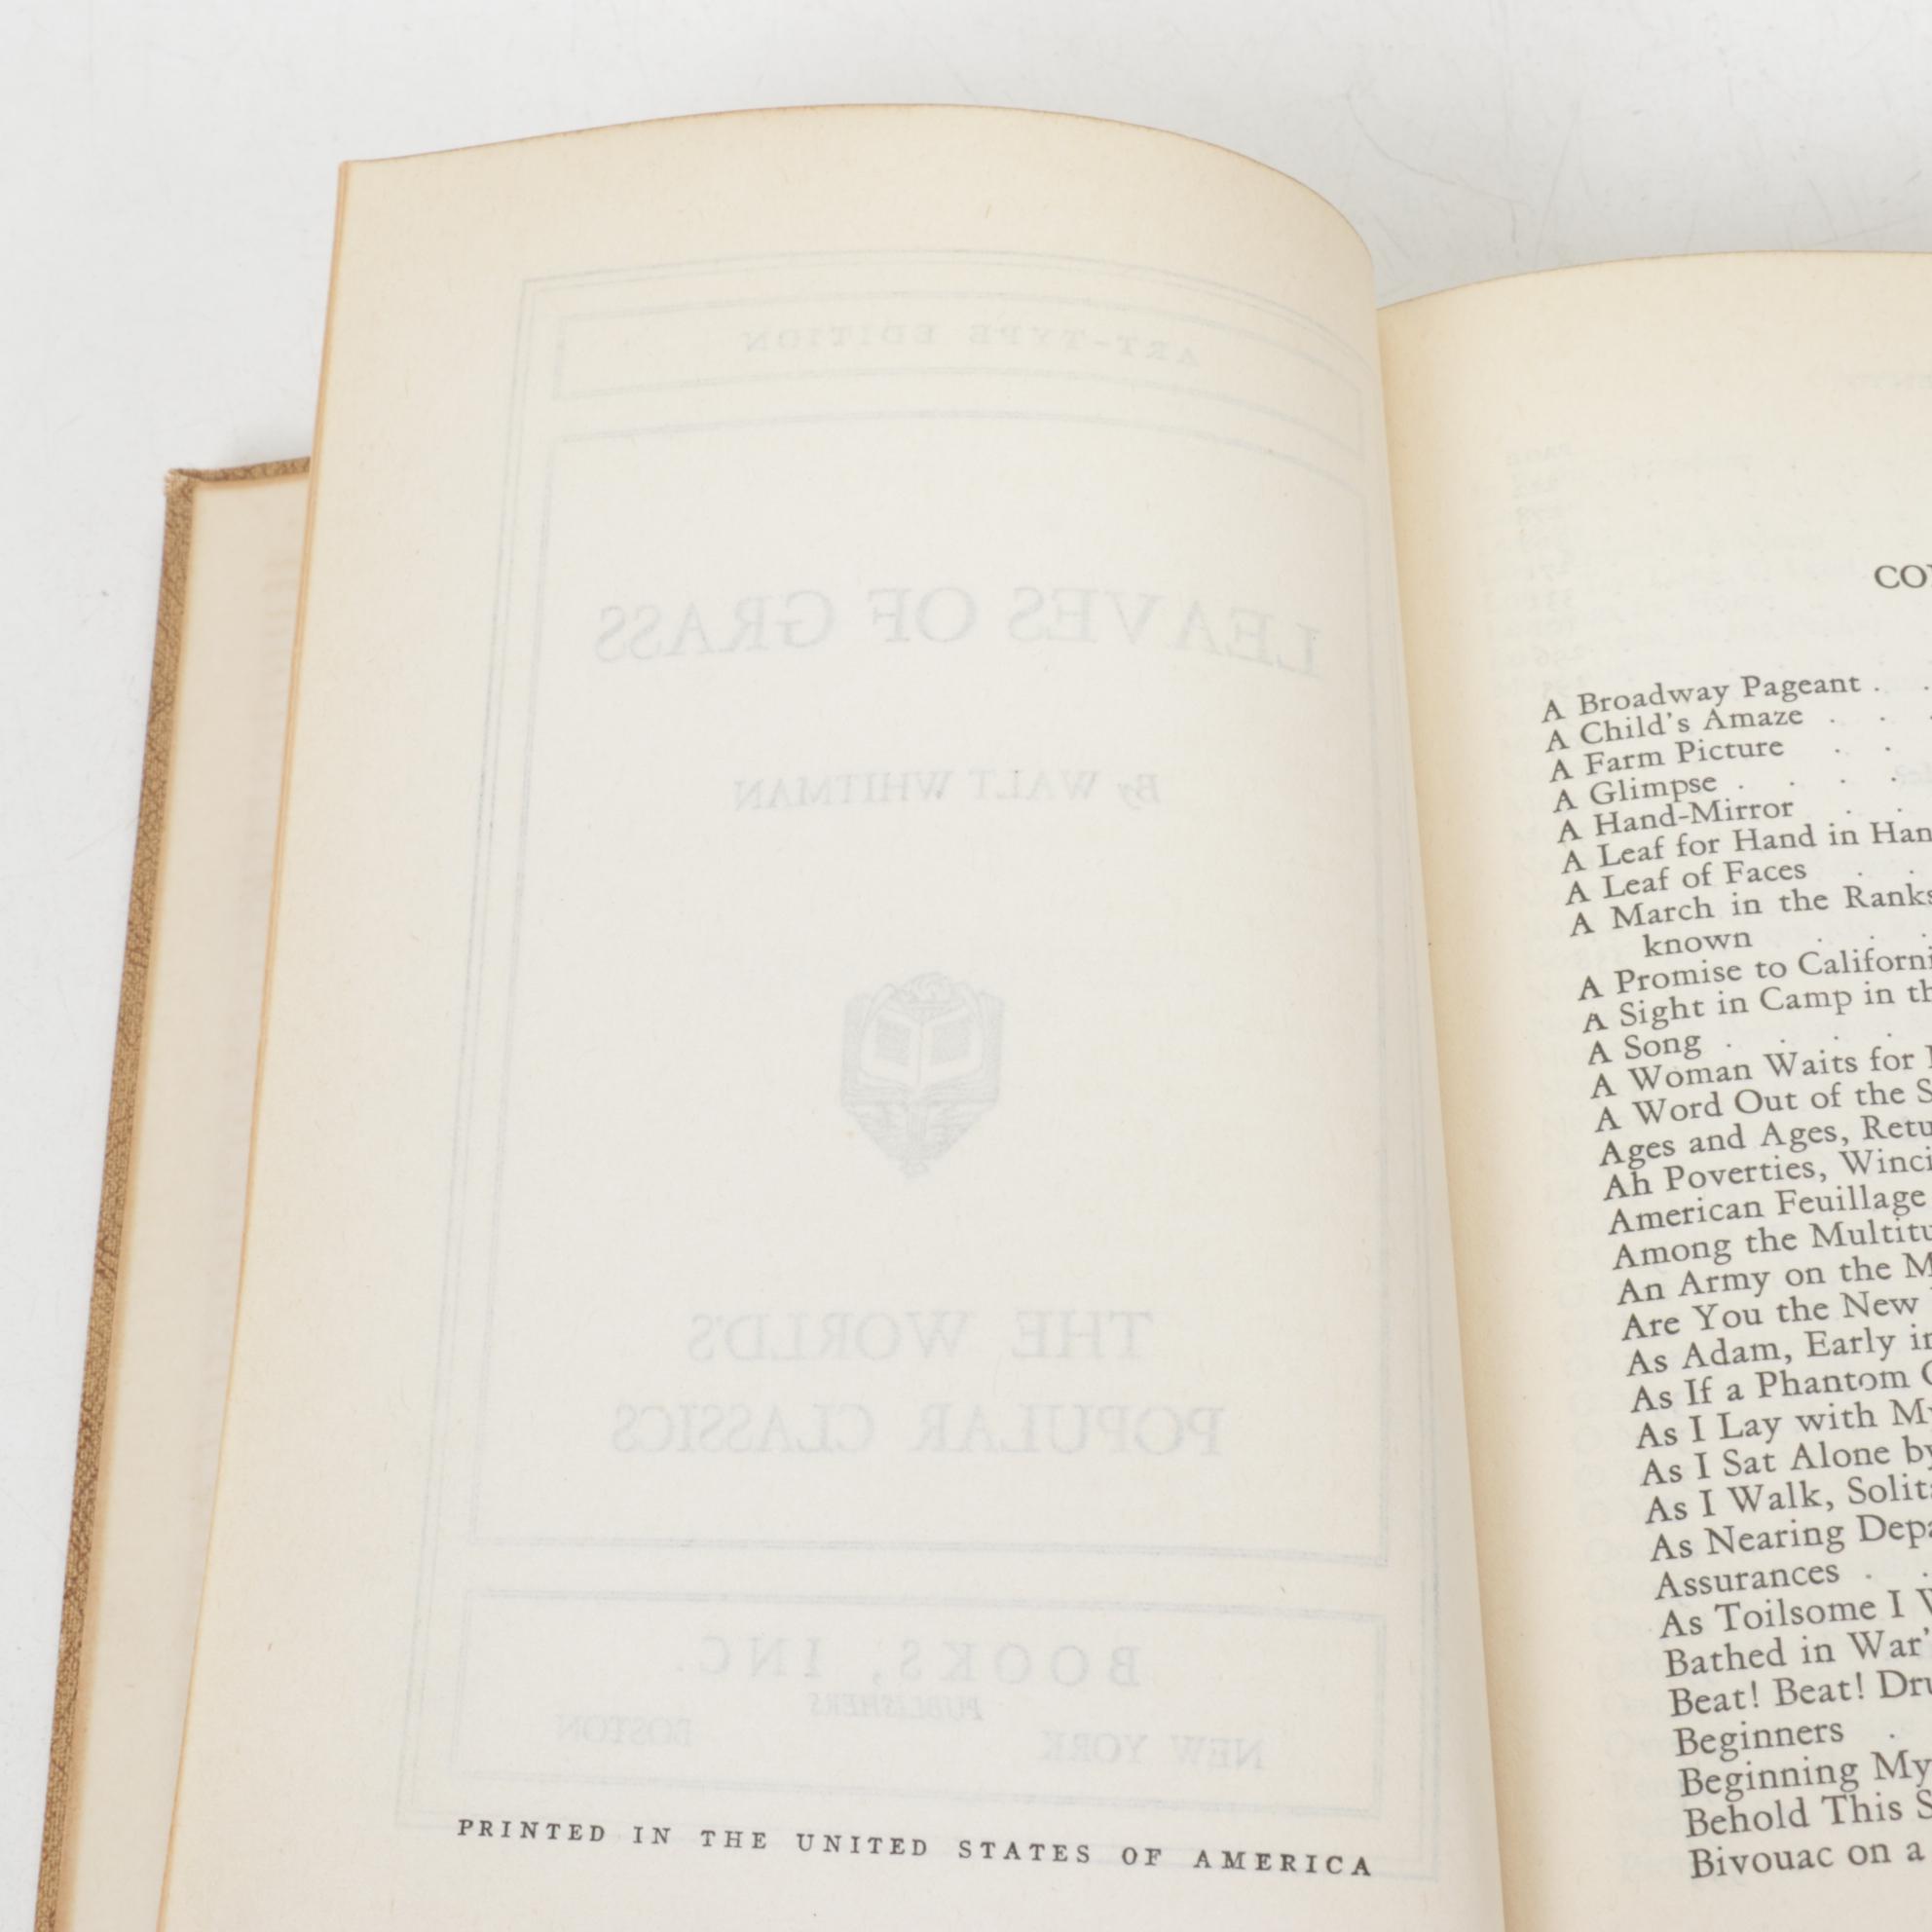 ART-TYPE EDITION
LEAVES OF GRASS
By WALT WHITMAN
THE WORLD'S
POPULAR CLASSICS
BOOKS, INC.
PUBLISHERS
NEW YORK BOSTON
PRINTED IN THE UNITED STATES OF AMERICA
A Broadway Pageant . .
A Child's Amaze . . .
A Farm Picture . .
A Glimpse . . . .
A Hand-Mirror . .
A Leaf for Hand in Han
A Leaf of Faces . .
A March in the Ranks
known . . .
A Promise to Californi
A Sight in Camp in th
A Song . . . .
A Woman Waits for
A Word Out of the S
Ages and Ages, Retu
Ah Poverties, Winci
American Feuillage
Among the Multitu
An Army on the M
Are You the New
As Adam, Early in
As If a Phantom C
As I Lay with My
As I Sat Alone by
As I Walk, Solita
As Nearing Depa
Assurances . .
As Toilsome I W
Bathed in War'
Beat! Beat! Dru
Beginners .
Beginning My
Behold This S
Bivouac on a